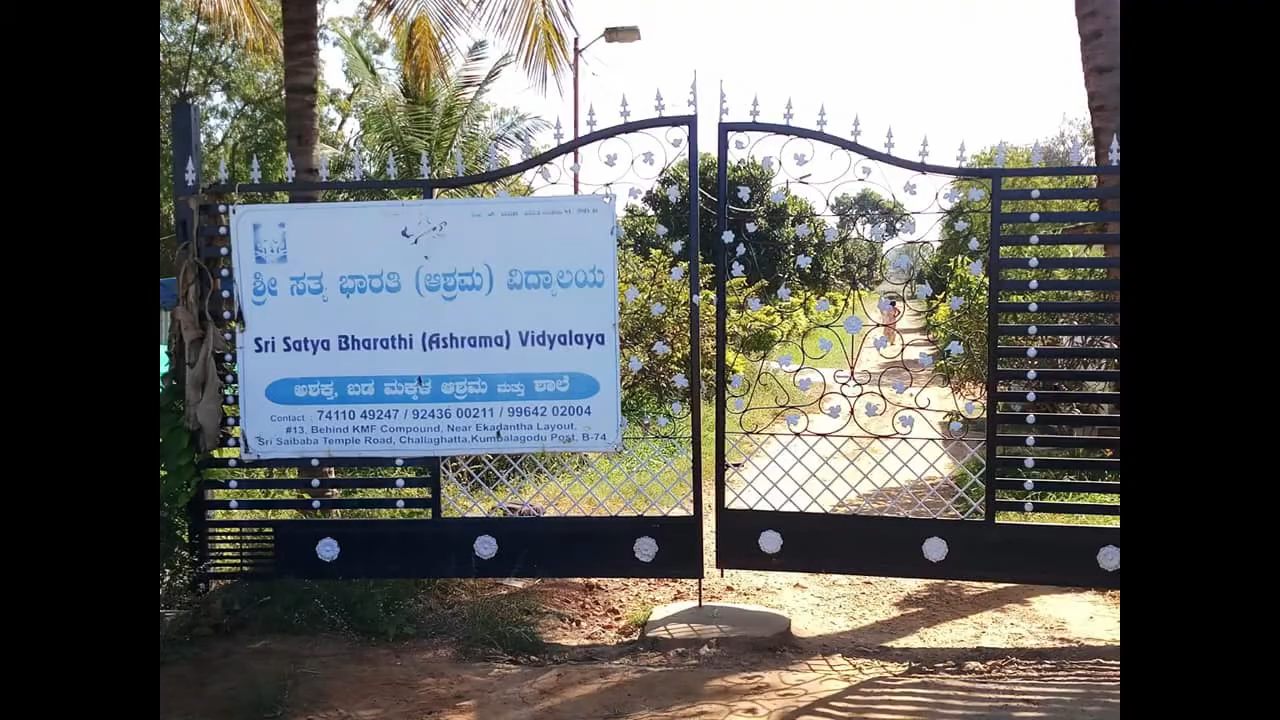 ಶ್ರೀ ಸತ್ಯ ಭಾರತಿ (ಆಶ್ರಮ) ವಿದ್ಯಾಲಯ
Sri Satya Bharathi (Ashrama) Vidyalaya
ಅಶಕ್ತ, ಬಡ ಮಕ್ಕಳ ಆಶ್ರಮ ಮತ್ತು ಶಾಲೆ
Contact : 74110 49247 / 92436 00211 / 99642 02004
#13, Behind KMF Compound, Near Ekadantha Layout,
Sri Saibaba Temple Road, Challaghatta,Kumbalagodu Post, B-74